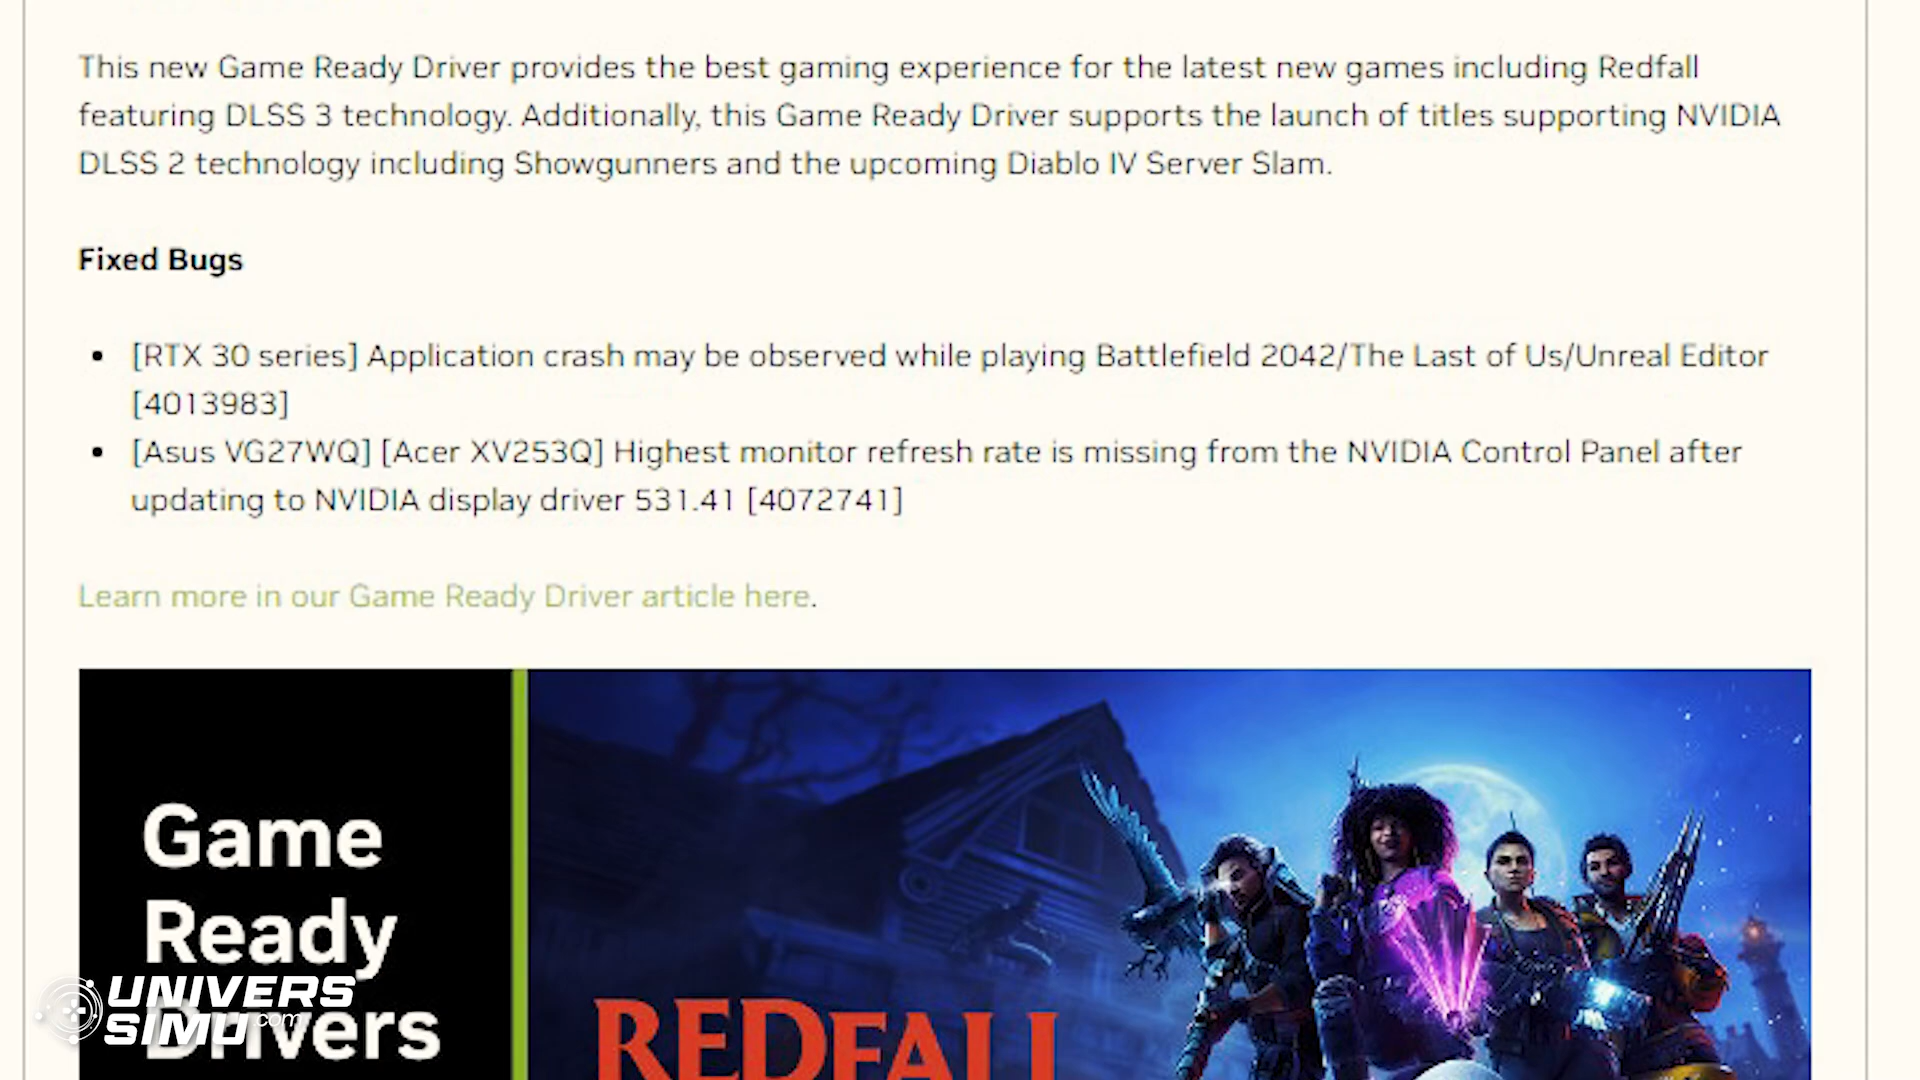 This new Game Ready Driver provides the best gaming experience for the latest new games including Redfall
featuring DLSS 3 technology. Additionally, this Game Ready Driver supports the launch of titles supporting NVIDIA
DLSS 2 technology including Showgunners and the upcoming Diablo IV Server Slam.
Fixed Bugs
• [RTX 30 series] Application crash may be observed while playing Battlefield 2042/The Last of Us/Unreal Editor
[4013983]
• [Asus VG27WQ] [Acer XV253Q] Highest monitor refresh rate is missing from the NVIDIA Control Panel after
updating to NVIDIA display driver 531.41 [4072741]
Learn more in our Game Ready Driver article here.
Game
Ready
Drivers
REDFALL
UNIVERS
SIMU.com